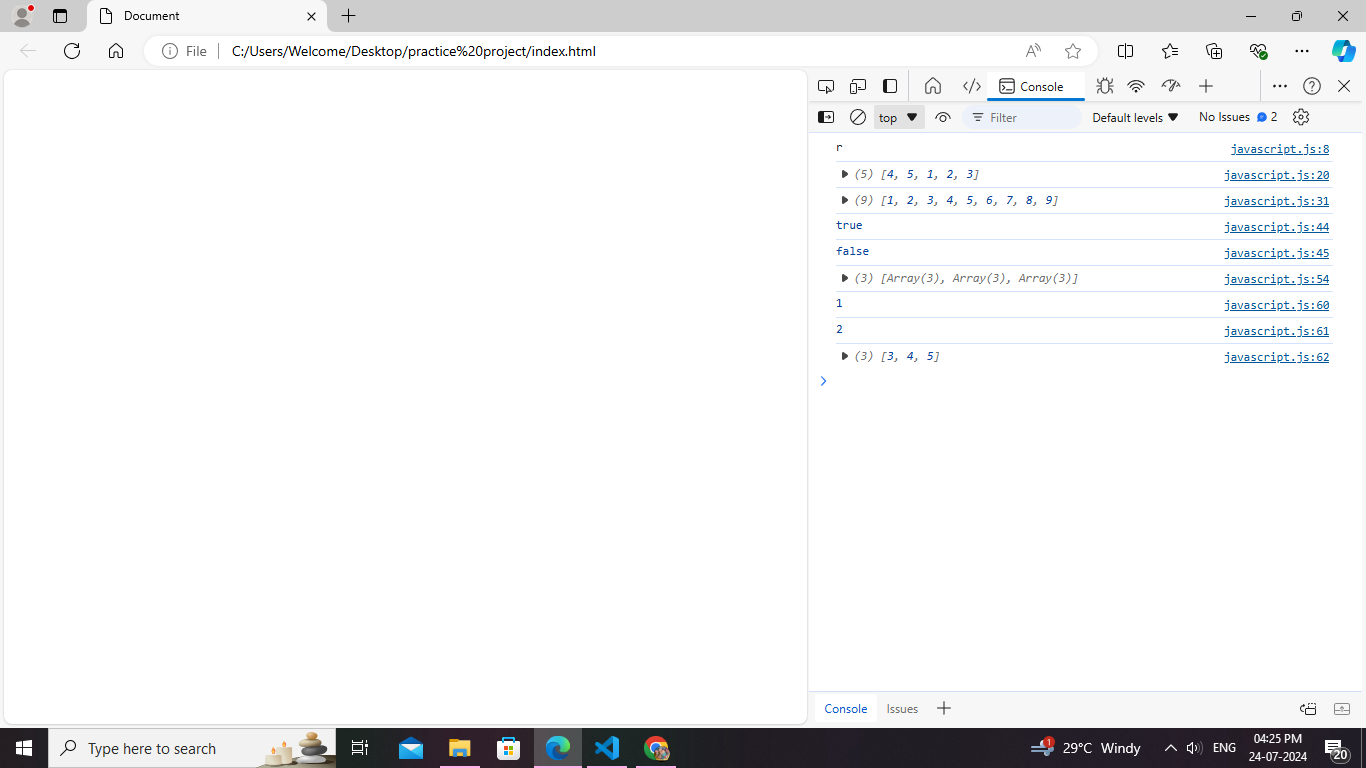 Document
File
C:/Users/Welcome/Desktop/practice%20project/index.html
Console
top
Filter
Default levels
No Issues 2
r javascript.js:8
(5) [4, 5, 1, 2, 3] javascript.js:20
(9) [1, 2, 3, 4, 5, 6, 7, 8, 9] javascript.js:31
true javascript.js:44
false javascript.js:45
(3) [Array(3), Array(3), Array(3)] javascript.js:54
1 javascript.js:60
2 javascript.js:61
(3) [3, 4, 5] javascript.js:62
Console Issues
Type here to search
1
29°C Windy
ENG
04:25 PM
24-07-2024
20